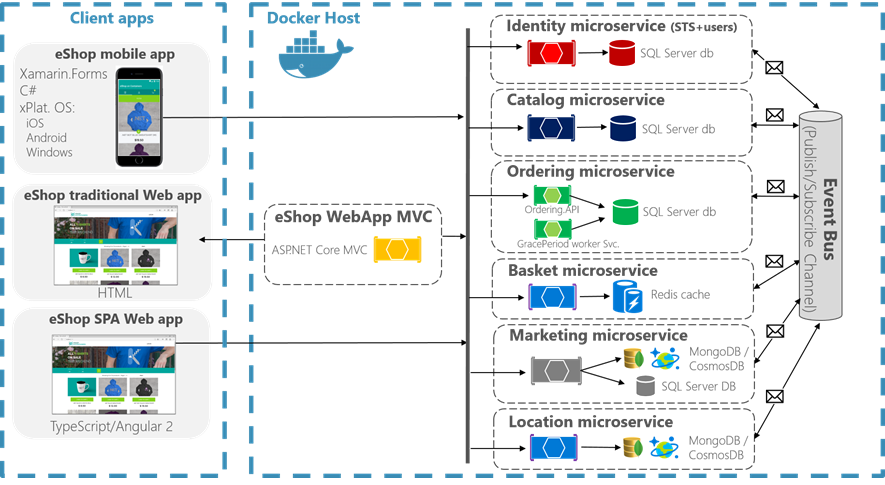 Client apps
eShop mobile app
Xamarin.Forms
C#
xPlat. OS:
iOS
Android
Windows
eShop traditional Web app
HTML
eShop SPA Web app
TypeScript/Angular 2
Docker Host
eShop WebApp MVC
ASP.NET Core MVC
Identity microservice (STS+users)
SQL Server db
Catalog microservice
SQL Server db
Ordering microservice
Ordering.API
SQL Server db
GracePeriod worker Svc.
Basket microservice
Redis cache
Marketing microservice
MongoDB /
CosmosDB
SQL Server DB
Location microservice
MongoDB /
CosmosDB
Event Bus
(Publish/Subscribe Channel)